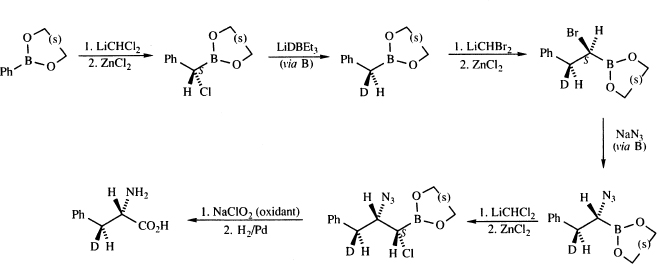 O (s)
Ph B O
1. LiCHCl2
2. ZnCl2
O (s)
Ph B O
S
H Cl
LiDBEt3
(via B)
O (s)
Ph B O
D H
1. LiCHBr2
2. ZnCl2
Br H
Ph S B O
D H O (s)
NaN3
(via B)
H N3
Ph B O
D H O (s)
1. LiCHCl2
2. ZnCl2
H N3 O (s)
Ph B O
S
D H H Cl
1. NaClO2 (oxidant)
2. H2/Pd
H NH2
Ph CO2H
D H